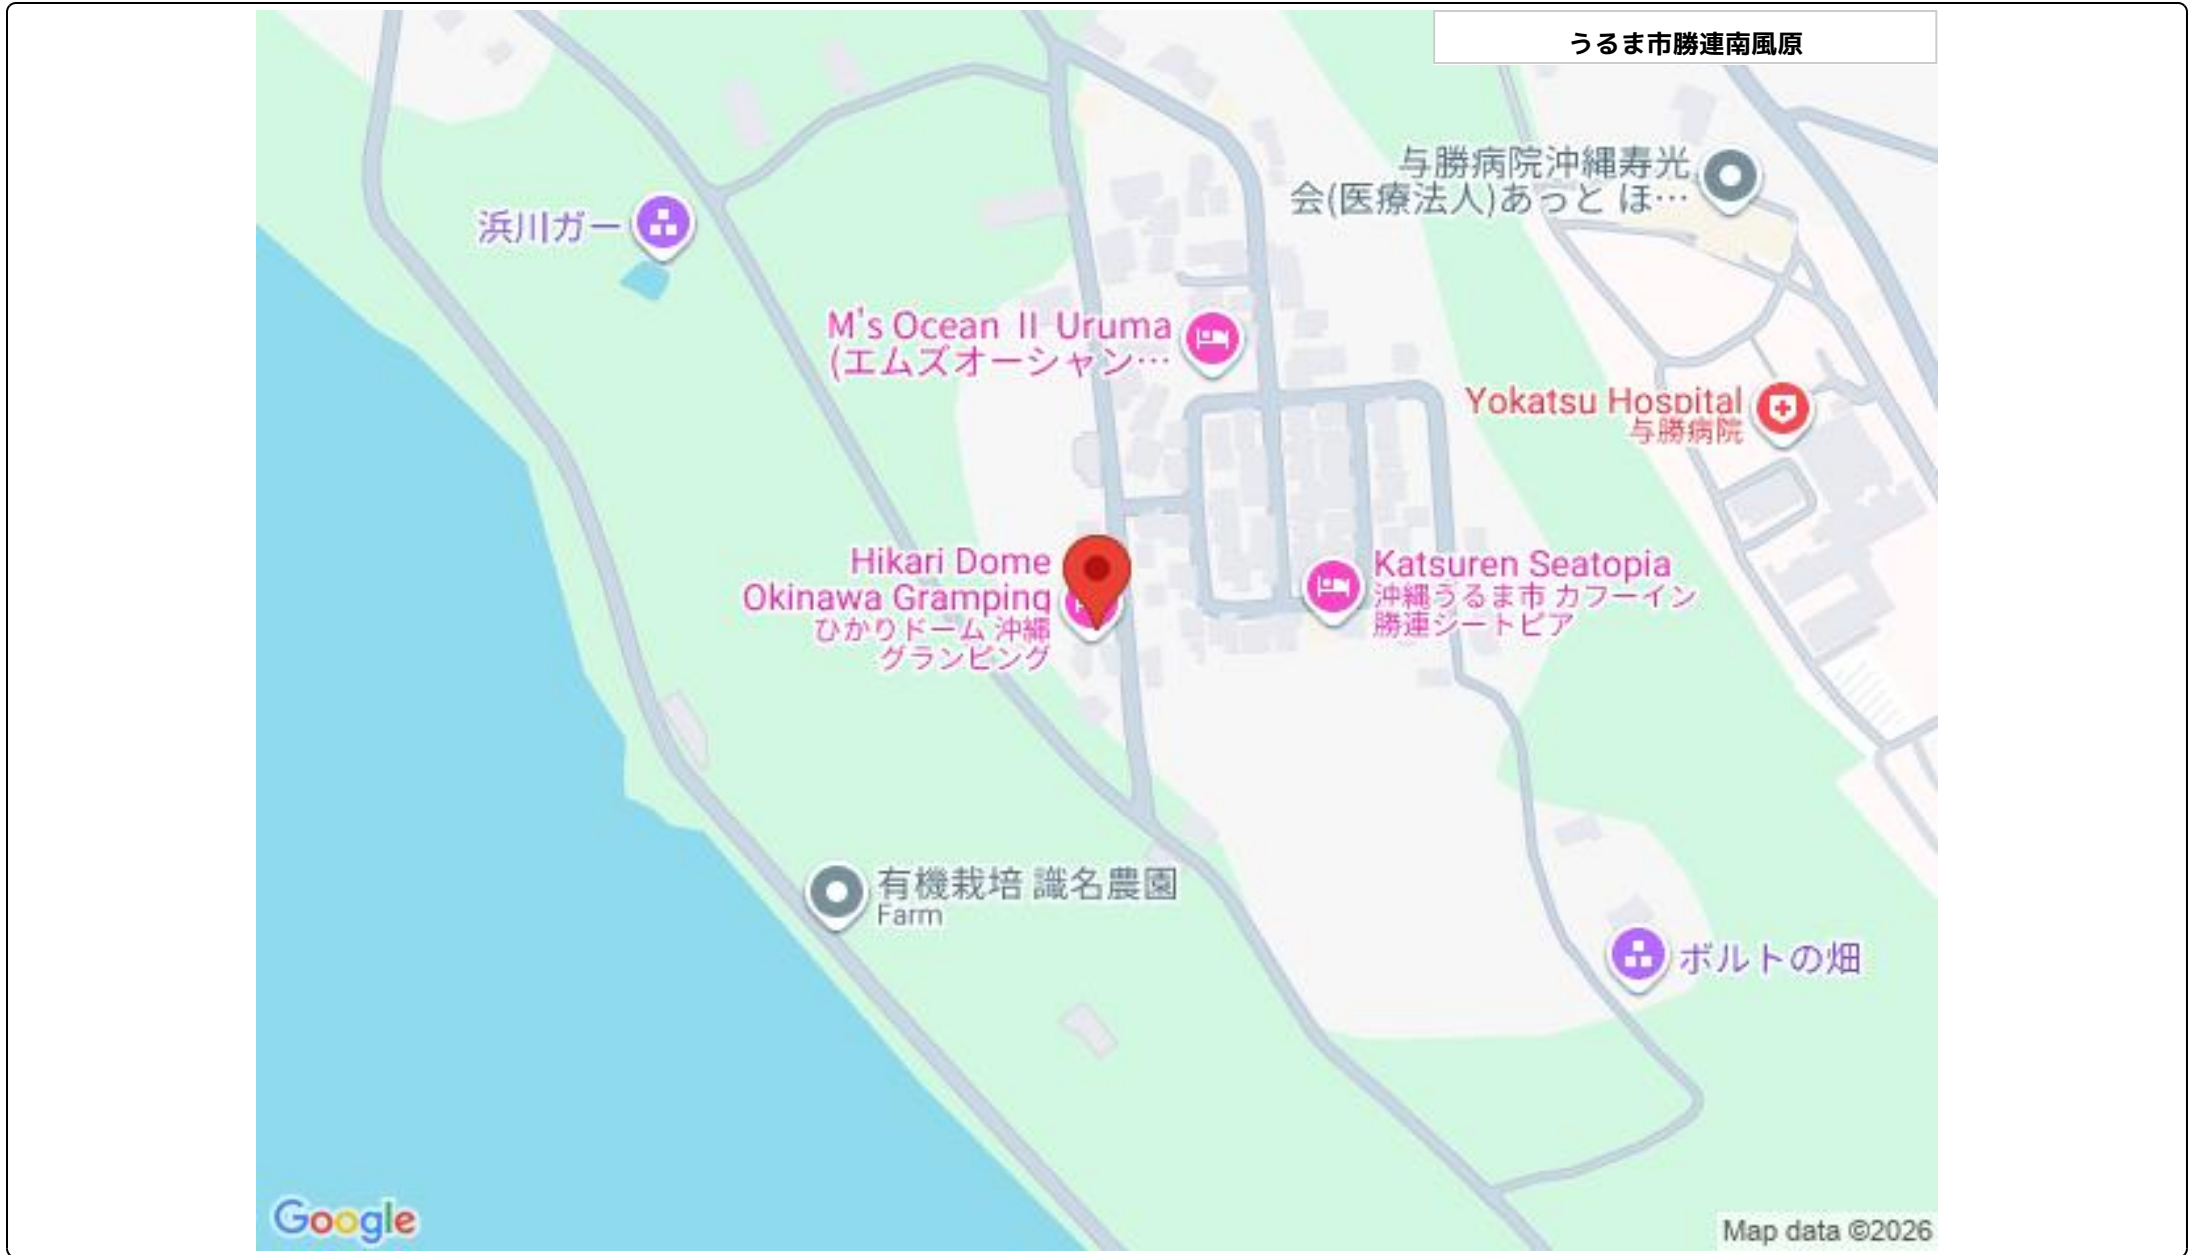 うるま市勝連南風原
与勝病院沖縄寿光
会(医療法人)あっと ほ…
浜川ガー
M's Ocean Ⅱ Uruma
(エムズオーシャン…
Yokatsu Hospital
与勝病院
Hikari Dome
Okinawa Gramping
ひかりドーム 沖縄
グランピング
Katsuren Seatopia
沖縄うるま市 カフーイン
勝連シートピア
有機栽培 識名農園
Farm
ボルトの畑
Google
Map data ©2026